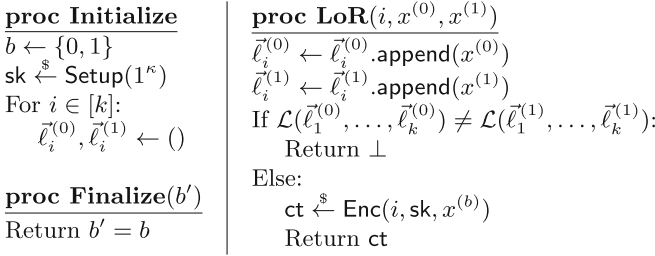 proc Initialize
b ← {0, 1}
sk ←$ Setup(1^κ)
For i ∈ [k]:
ℓ⃗_i^(0), ℓ⃗_i^(1) ← ()
proc Finalize(b′)
Return b′ = b
proc LoR(i, x^(0), x^(1))
ℓ⃗_i^(0) ← ℓ⃗_i^(0).append(x^(0))
ℓ⃗_i^(1) ← ℓ⃗_i^(1).append(x^(1))
If ℒ(ℓ⃗_1^(0), . . . , ℓ⃗_k^(0)) ≠ ℒ(ℓ⃗_1^(1), . . . , ℓ⃗_k^(1)):
Return ⊥
Else:
ct ←$ Enc(i, sk, x^(b))
Return ct